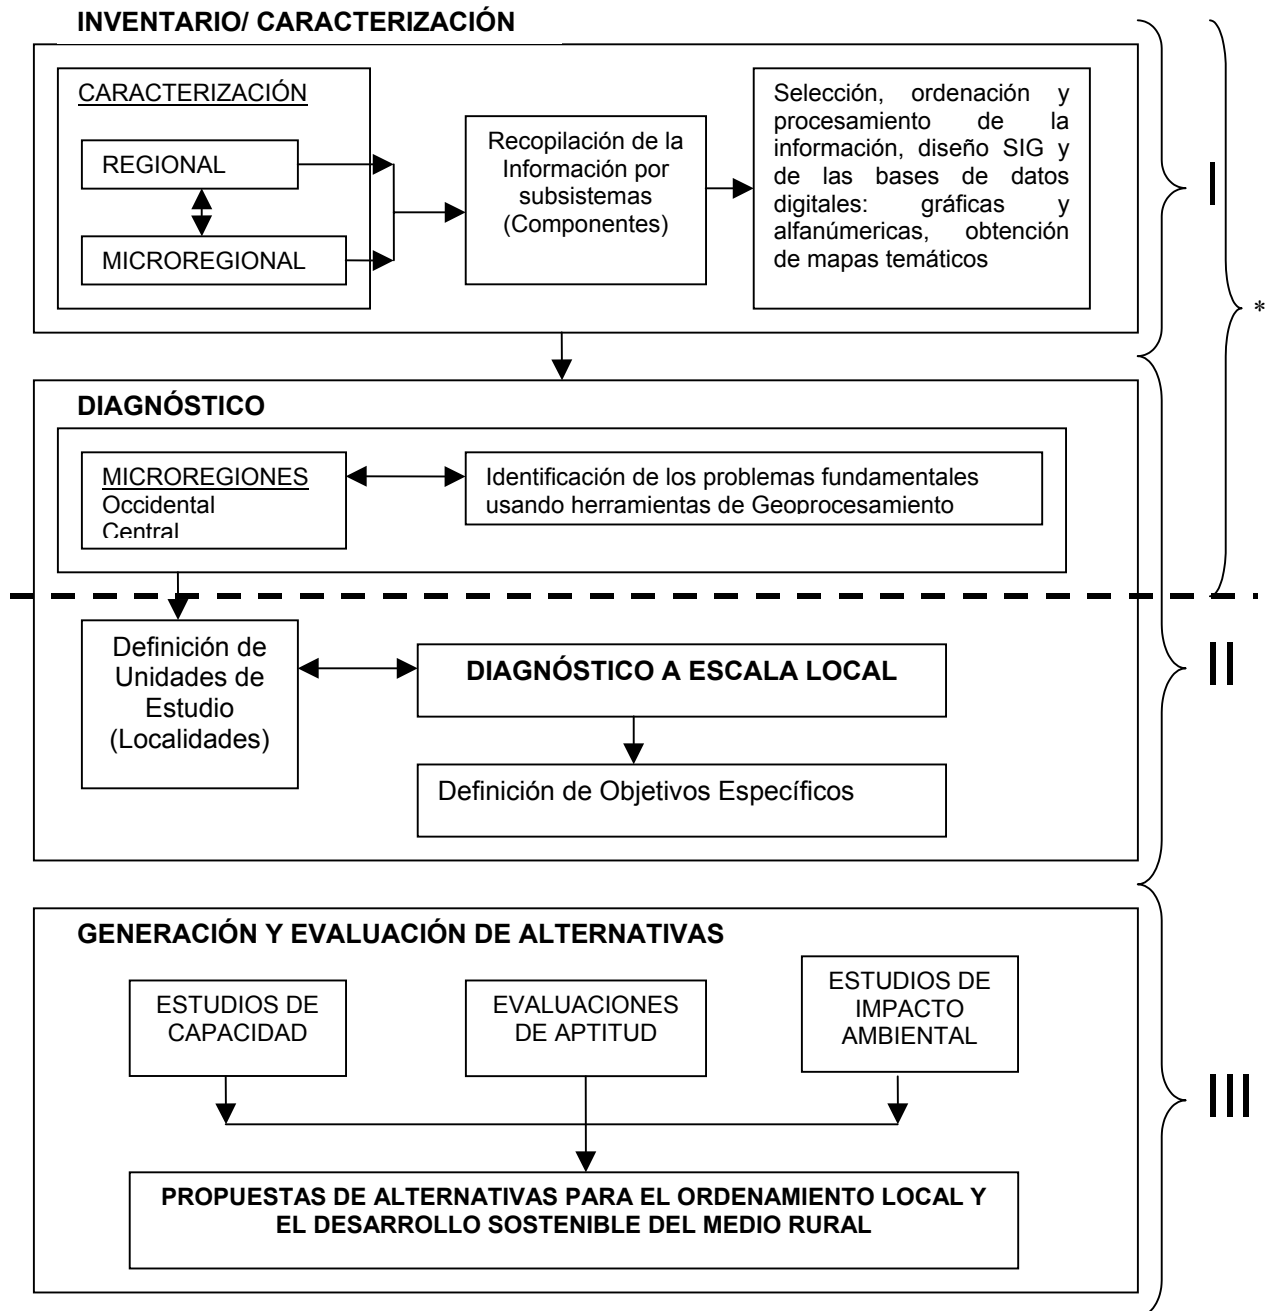 INVENTARIO/ CARACTERIZACIÓN
CARACTERIZACIÓN
REGIONAL
MICROREGIONAL
Recopilación de la
Información por
subsistemas
(Componentes)
Selección, ordenación y
procesamiento de la
información, diseño SIG y
de las bases de datos
digitales: gráficas y
alfanúmericas, obtención
de mapas temáticos
I
*
DIAGNÓSTICO
MICROREGIONES
Occidental
Central
Identificación de los problemas fundamentales
usando herramientas de Geoprocesamiento
Definición de
Unidades de
Estudio
(Localidades)
DIAGNÓSTICO A ESCALA LOCAL
Definición de Objetivos Específicos
II
GENERACIÓN Y EVALUACIÓN DE ALTERNATIVAS
ESTUDIOS DE
CAPACIDAD
EVALUACIONES
DE APTITUD
ESTUDIOS DE
IMPACTO
AMBIENTAL
III
PROPUESTAS DE ALTERNATIVAS PARA EL ORDENAMIENTO LOCAL Y
EL DESARROLLO SOSTENIBLE DEL MEDIO RURAL